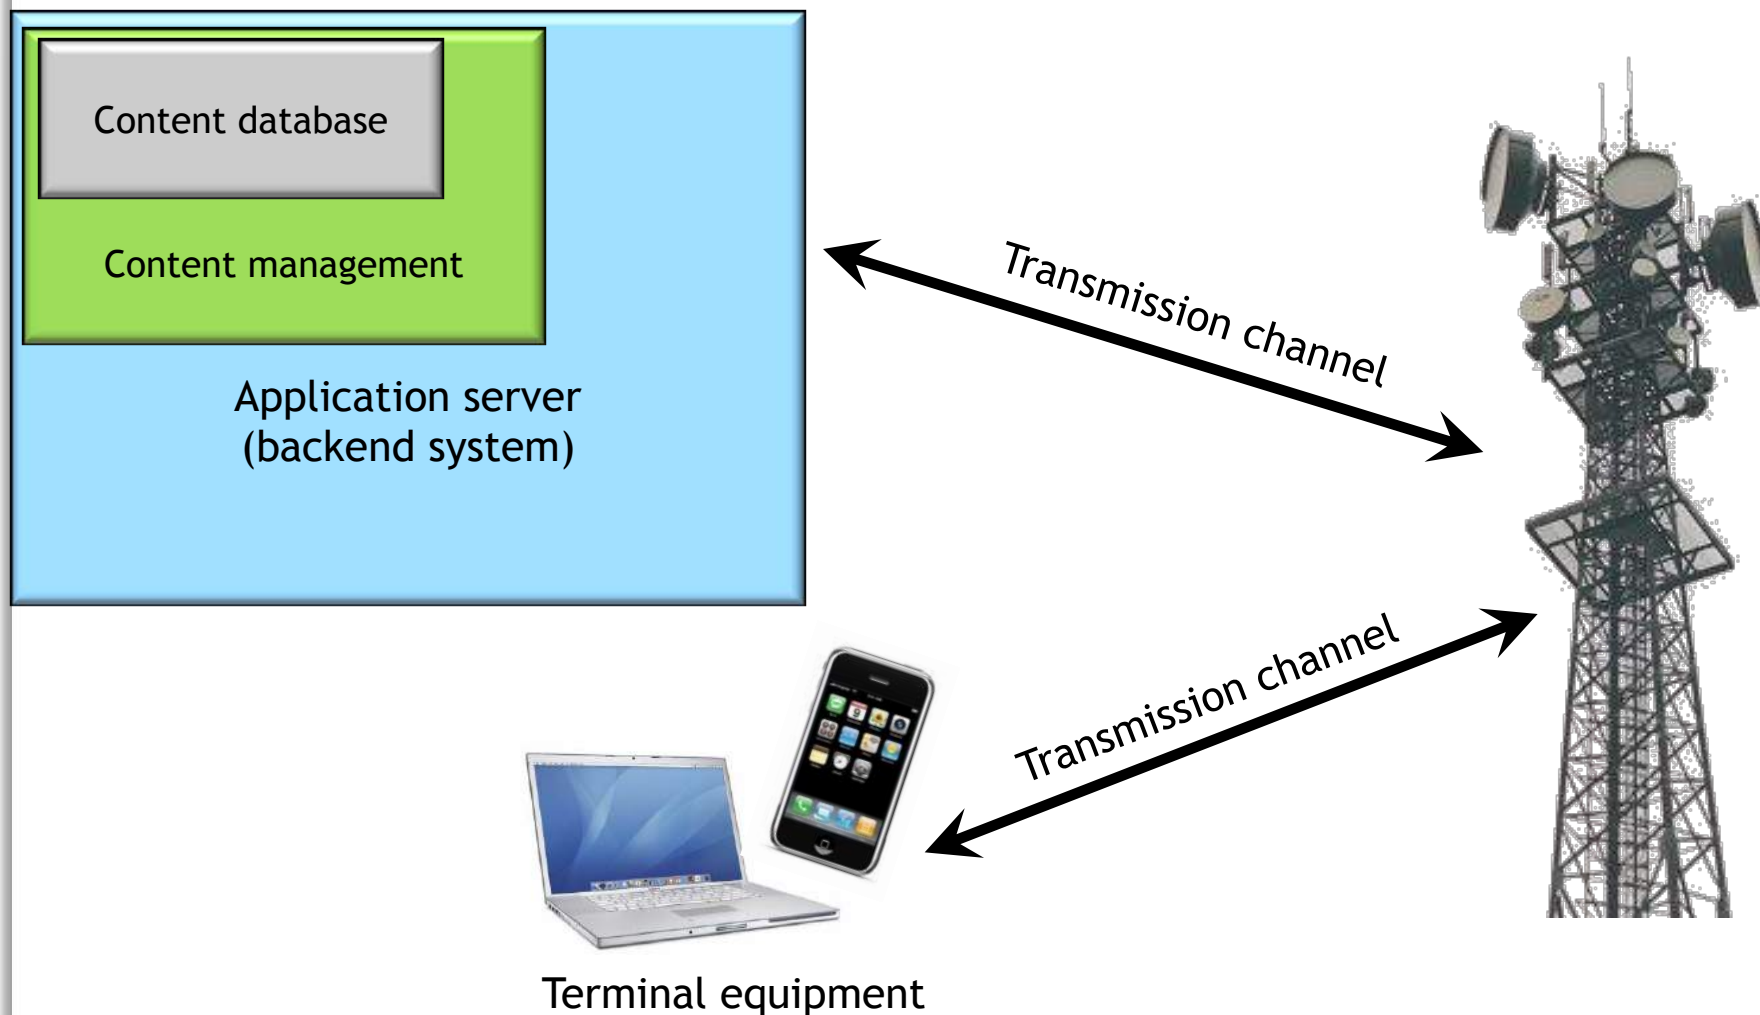 Content database
Content management
Application server
(backend system)
Transmission channel
Transmission channel
Terminal equipment